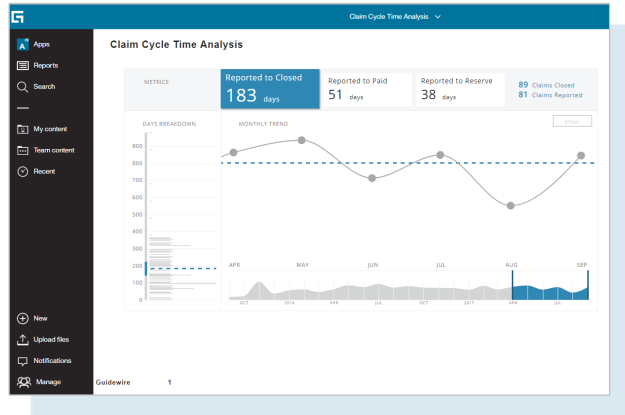 Claim Cycle Time Analysis
Apps
Reports
Search
My content
Team content
Recent
New
Upload files
Notifications
Manage
Claim Cycle Time Analysis
METRICS
Reported to Closed
183 days
Reported to Paid
51 days
Reported to Reserve
38 days
89 Claims Closed
81 Claims Reported
DAYS BREAKDOWN
MONTHLY TREND
Filter
900
800
700
600
500
400
300
200
100
0
APR MAY JUN JUL AUG SEP
OCT 2016 APR JUL OCT 2017 APR JUL
Guidewire 1